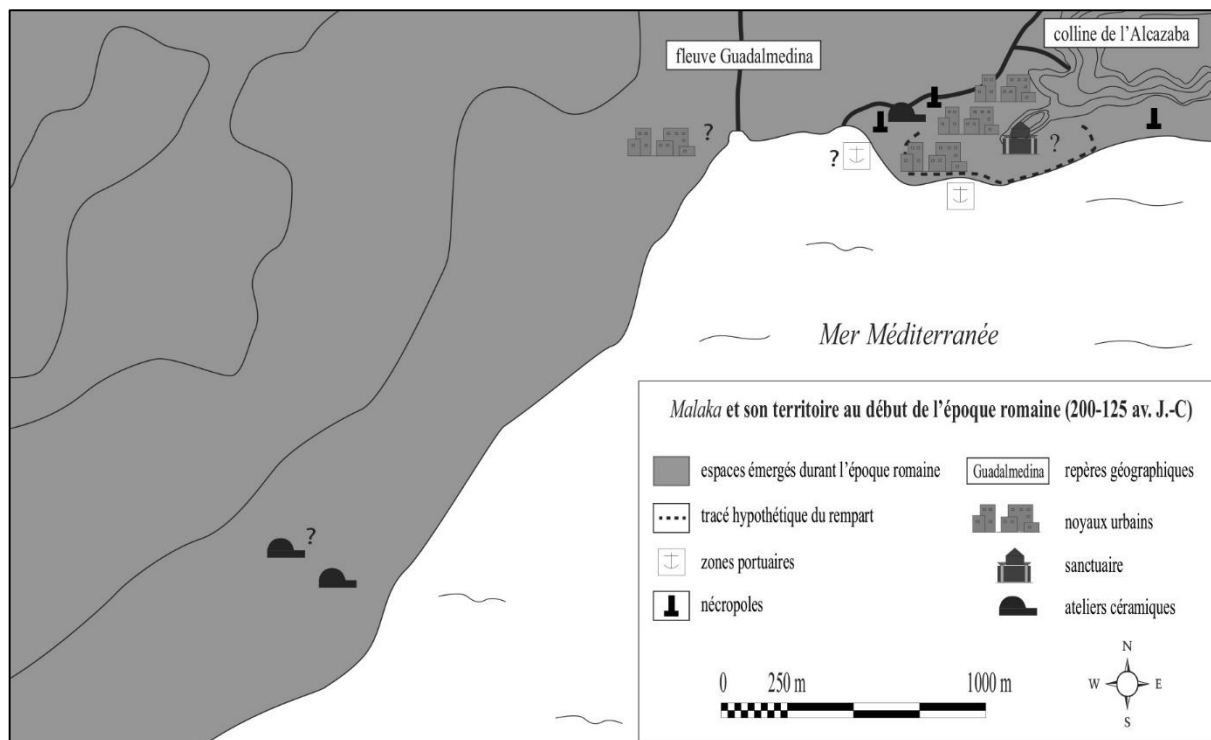 colline de l'Alcazaba
fleuve Guadalmedina
?
?
?
Mer Méditerranée
Malaka et son territoire au début de l'époque romaine (200-125 av. J.-C)
espaces émergés durant l'époque romaine
Guadalmedina repères géographiques
tracé hypothétique du rempart
noyaux urbains
zones portuaires
sanctuaire
nécropoles
ateliers céramiques
?
N
0 250 m 1000 m
W E
S